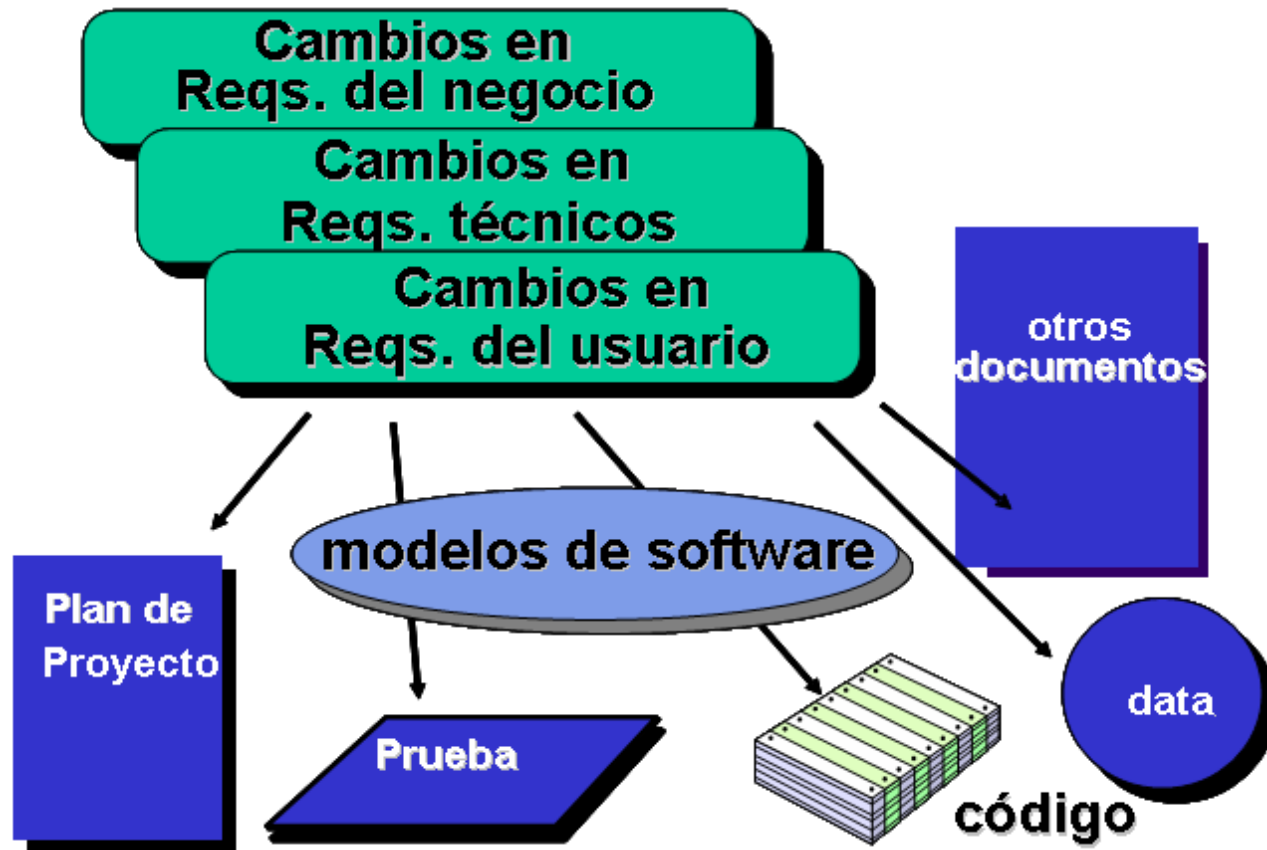 Cambios en
Reqs. del negocio
Cambios en
Reqs. técnicos
Cambios en
Reqs. del usuario
otros
documentos
modelos de software
Plan de
Proyecto
Prueba
data
código